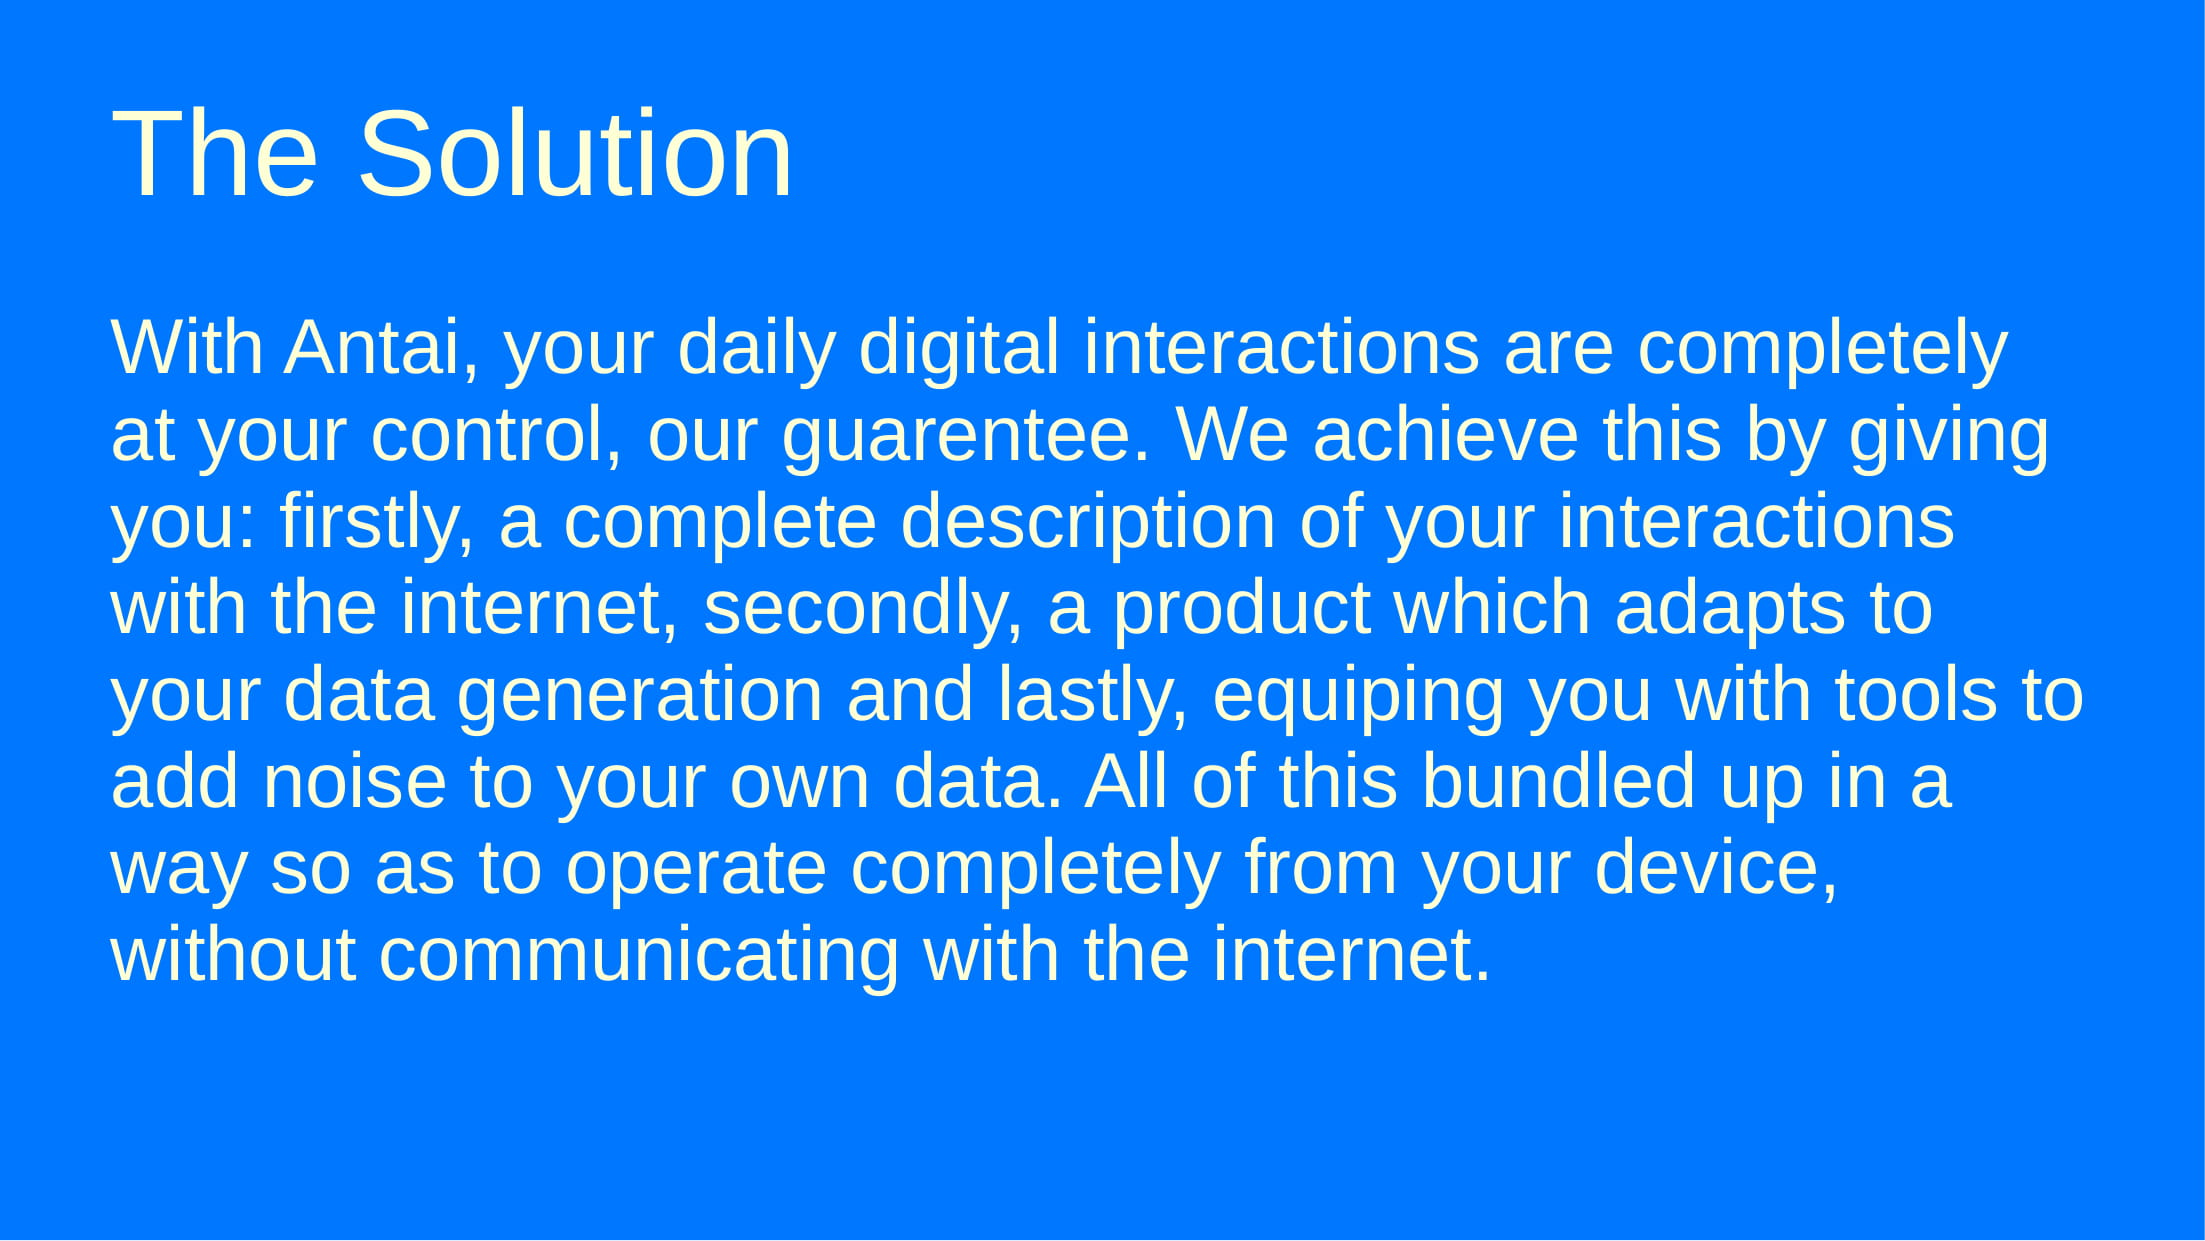 The Solution
With Antai, your daily digital interactions are completely
at your control, our guarentee. We achieve this by giving
you: firstly, a complete description of your interactions
with the internet, secondly, a product which adapts to
your data generation and lastly, equiping you with tools to
add noise to your own data. All of this bundled up in a
way so as to operate completely from your device,
without communicating with the internet.